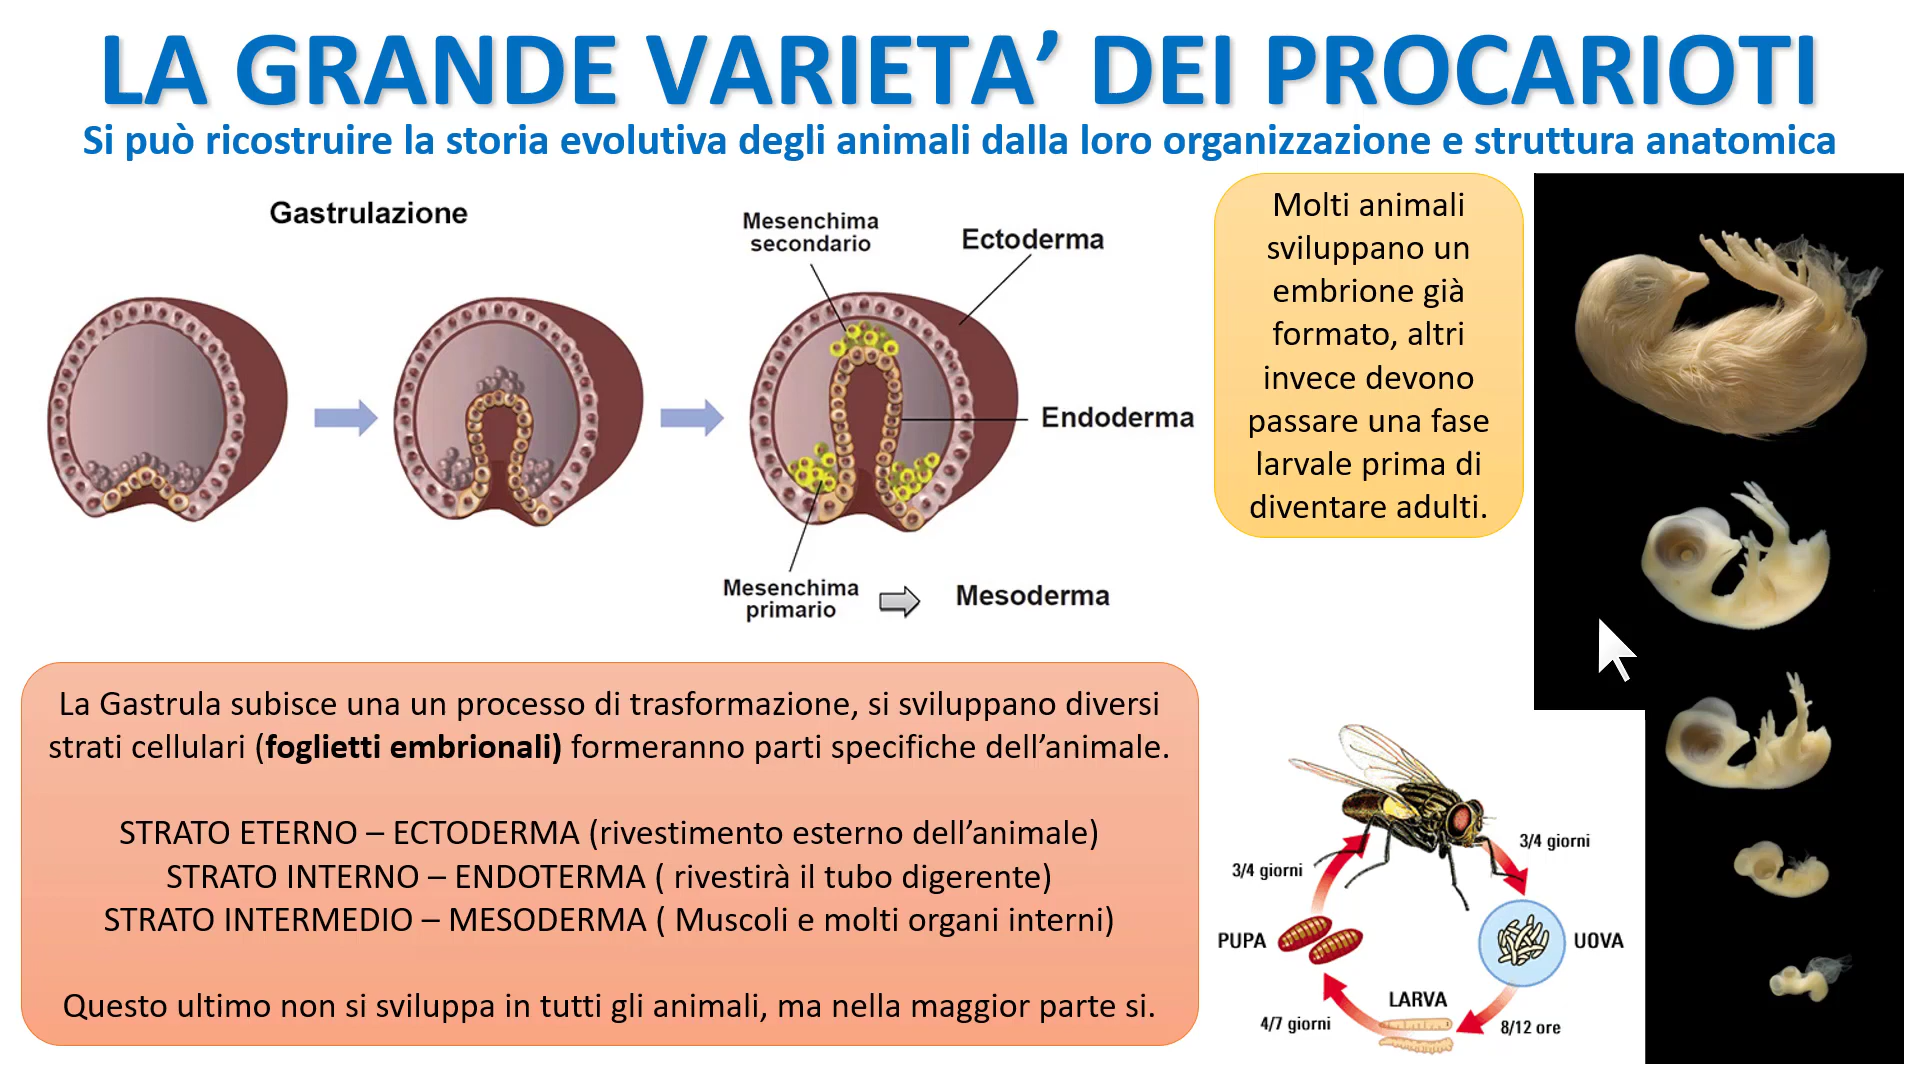 LA GRANDE VARIETA’ DEI PROCARIOTI
Si può ricostruire la storia evolutiva degli animali dalla loro organizzazione e struttura anatomica
Gastrulazione
Mesenchima
secondario
Ectoderma
Endoderma
Mesenchima
primario
Mesoderma
Molti animali
sviluppano un
embrione già
formato, altri
invece devono
passare una fase
larvale prima di
diventare adulti.
La Gastrula subisce una un processo di trasformazione, si sviluppano diversi
strati cellulari (foglietti embrionali) formeranno parti specifiche dell’animale.
STRATO ETERNO – ECTODERMA (rivestimento esterno dell’animale)
STRATO INTERNO – ENDOTERMA ( rivestirà il tubo digerente)
STRATO INTERMEDIO – MESODERMA ( Muscoli e molti organi interni)
Questo ultimo non si sviluppa in tutti gli animali, ma nella maggior parte si.
3/4 giorni
3/4 giorni
PUPA
UOVA
LARVA
4/7 giorni
8/12 ore